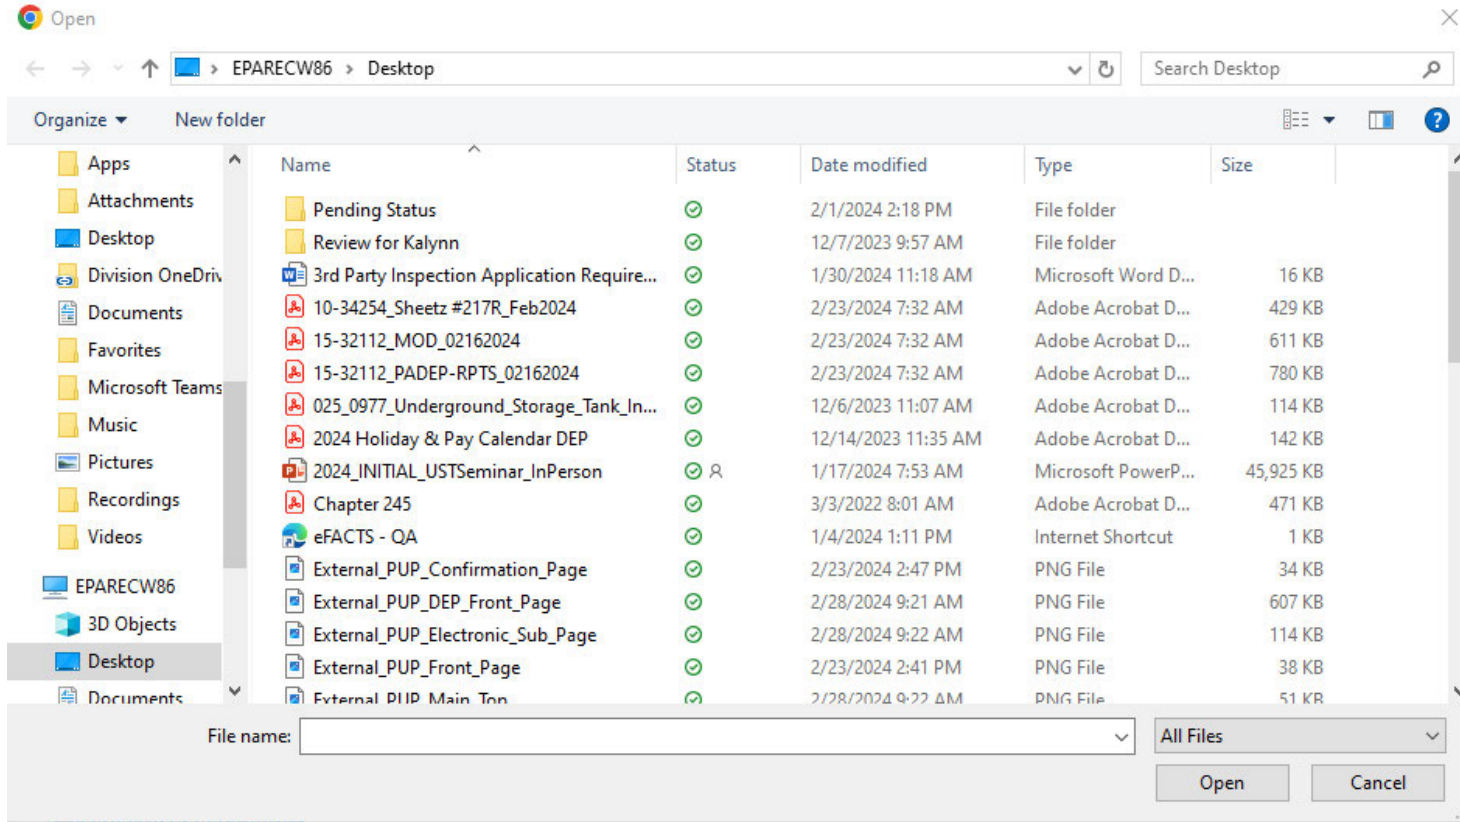 Open
EPARECW86 > Desktop
Search Desktop
Organize
New folder
Apps
Attachments
Desktop
Division OneDriv
Documents
Favorites
Microsoft Teams
Music
Pictures
Recordings
Videos
EPARECW86
3D Objects
Desktop
Documents
Name Status Date modified Type Size
Pending Status 2/1/2024 2:18 PM File folder
Review for Kalynn 12/7/2023 9:57 AM File folder
3rd Party Inspection Application Require... 1/30/2024 11:18 AM Microsoft Word D... 16 KB
10-34254_Sheetz #217R_Feb2024 2/23/2024 7:32 AM Adobe Acrobat D... 429 KB
15-32112_MOD_02162024 2/23/2024 7:32 AM Adobe Acrobat D... 611 KB
15-32112_PADEP-RPTS_02162024 2/23/2024 7:32 AM Adobe Acrobat D... 780 KB
025_0977_Underground_Storage_Tank_In... 12/6/2023 11:07 AM Adobe Acrobat D... 114 KB
2024 Holiday & Pay Calendar DEP 12/14/2023 11:35 AM Adobe Acrobat D... 142 KB
2024_INITIAL_USTSeminar_InPerson 1/17/2024 7:53 AM Microsoft PowerP... 45,925 KB
Chapter 245 3/3/2022 8:01 AM Adobe Acrobat D... 471 KB
eFACTS - QA 1/4/2024 1:11 PM Internet Shortcut 1 KB
External_PUP_Confirmation_Page 2/23/2024 2:47 PM PNG File 34 KB
External_PUP_DEP_Front_Page 2/28/2024 9:21 AM PNG File 607 KB
External_PUP_Electronic_Sub_Page 2/28/2024 9:22 AM PNG File 114 KB
External_PUP_Front_Page 2/23/2024 2:41 PM PNG File 38 KB
External_PUP_Main_Top 2/28/2024 9:22 AM PNG File 51 KB
File name:
All Files
Open
Cancel